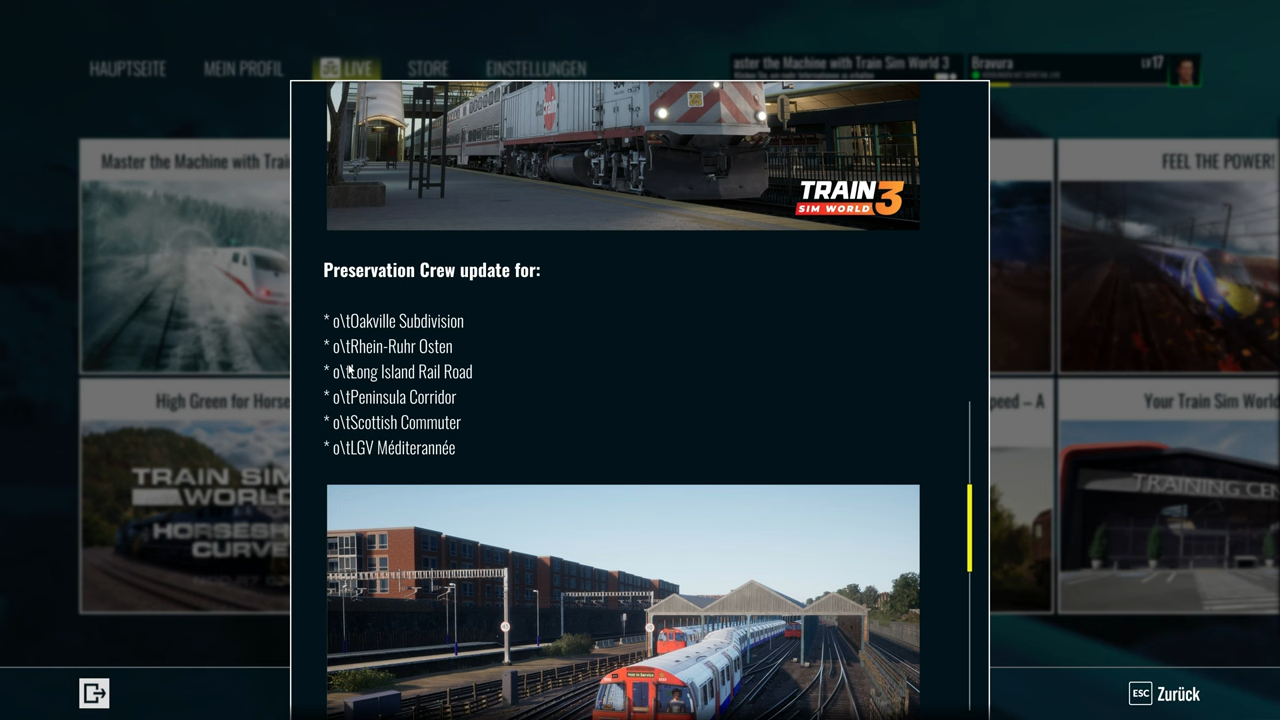 HAUPTSEITE MEIN PROFIL LIVE STORE EINSTELLUNGEN
aster the Machine with Train Sim World 3
Bravura
LV 17
Master the Machine with Trai
FEEL THE POWER!
TRAIN 3
SIM WORLD
Preservation Crew update for:
* o\tOakville Subdivision
* o\tRhein-Ruhr Osten
* o\tLong Island Rail Road
* o\tPeninsula Corridor
* o\tScottish Commuter
* o\tLGV Méditerannée
High Green for Horse
peed – A
Your Train Sim World
TRAIN SIM
WORLD
HORSESH
CURVE
TRAINING CEN
ESC Zurück